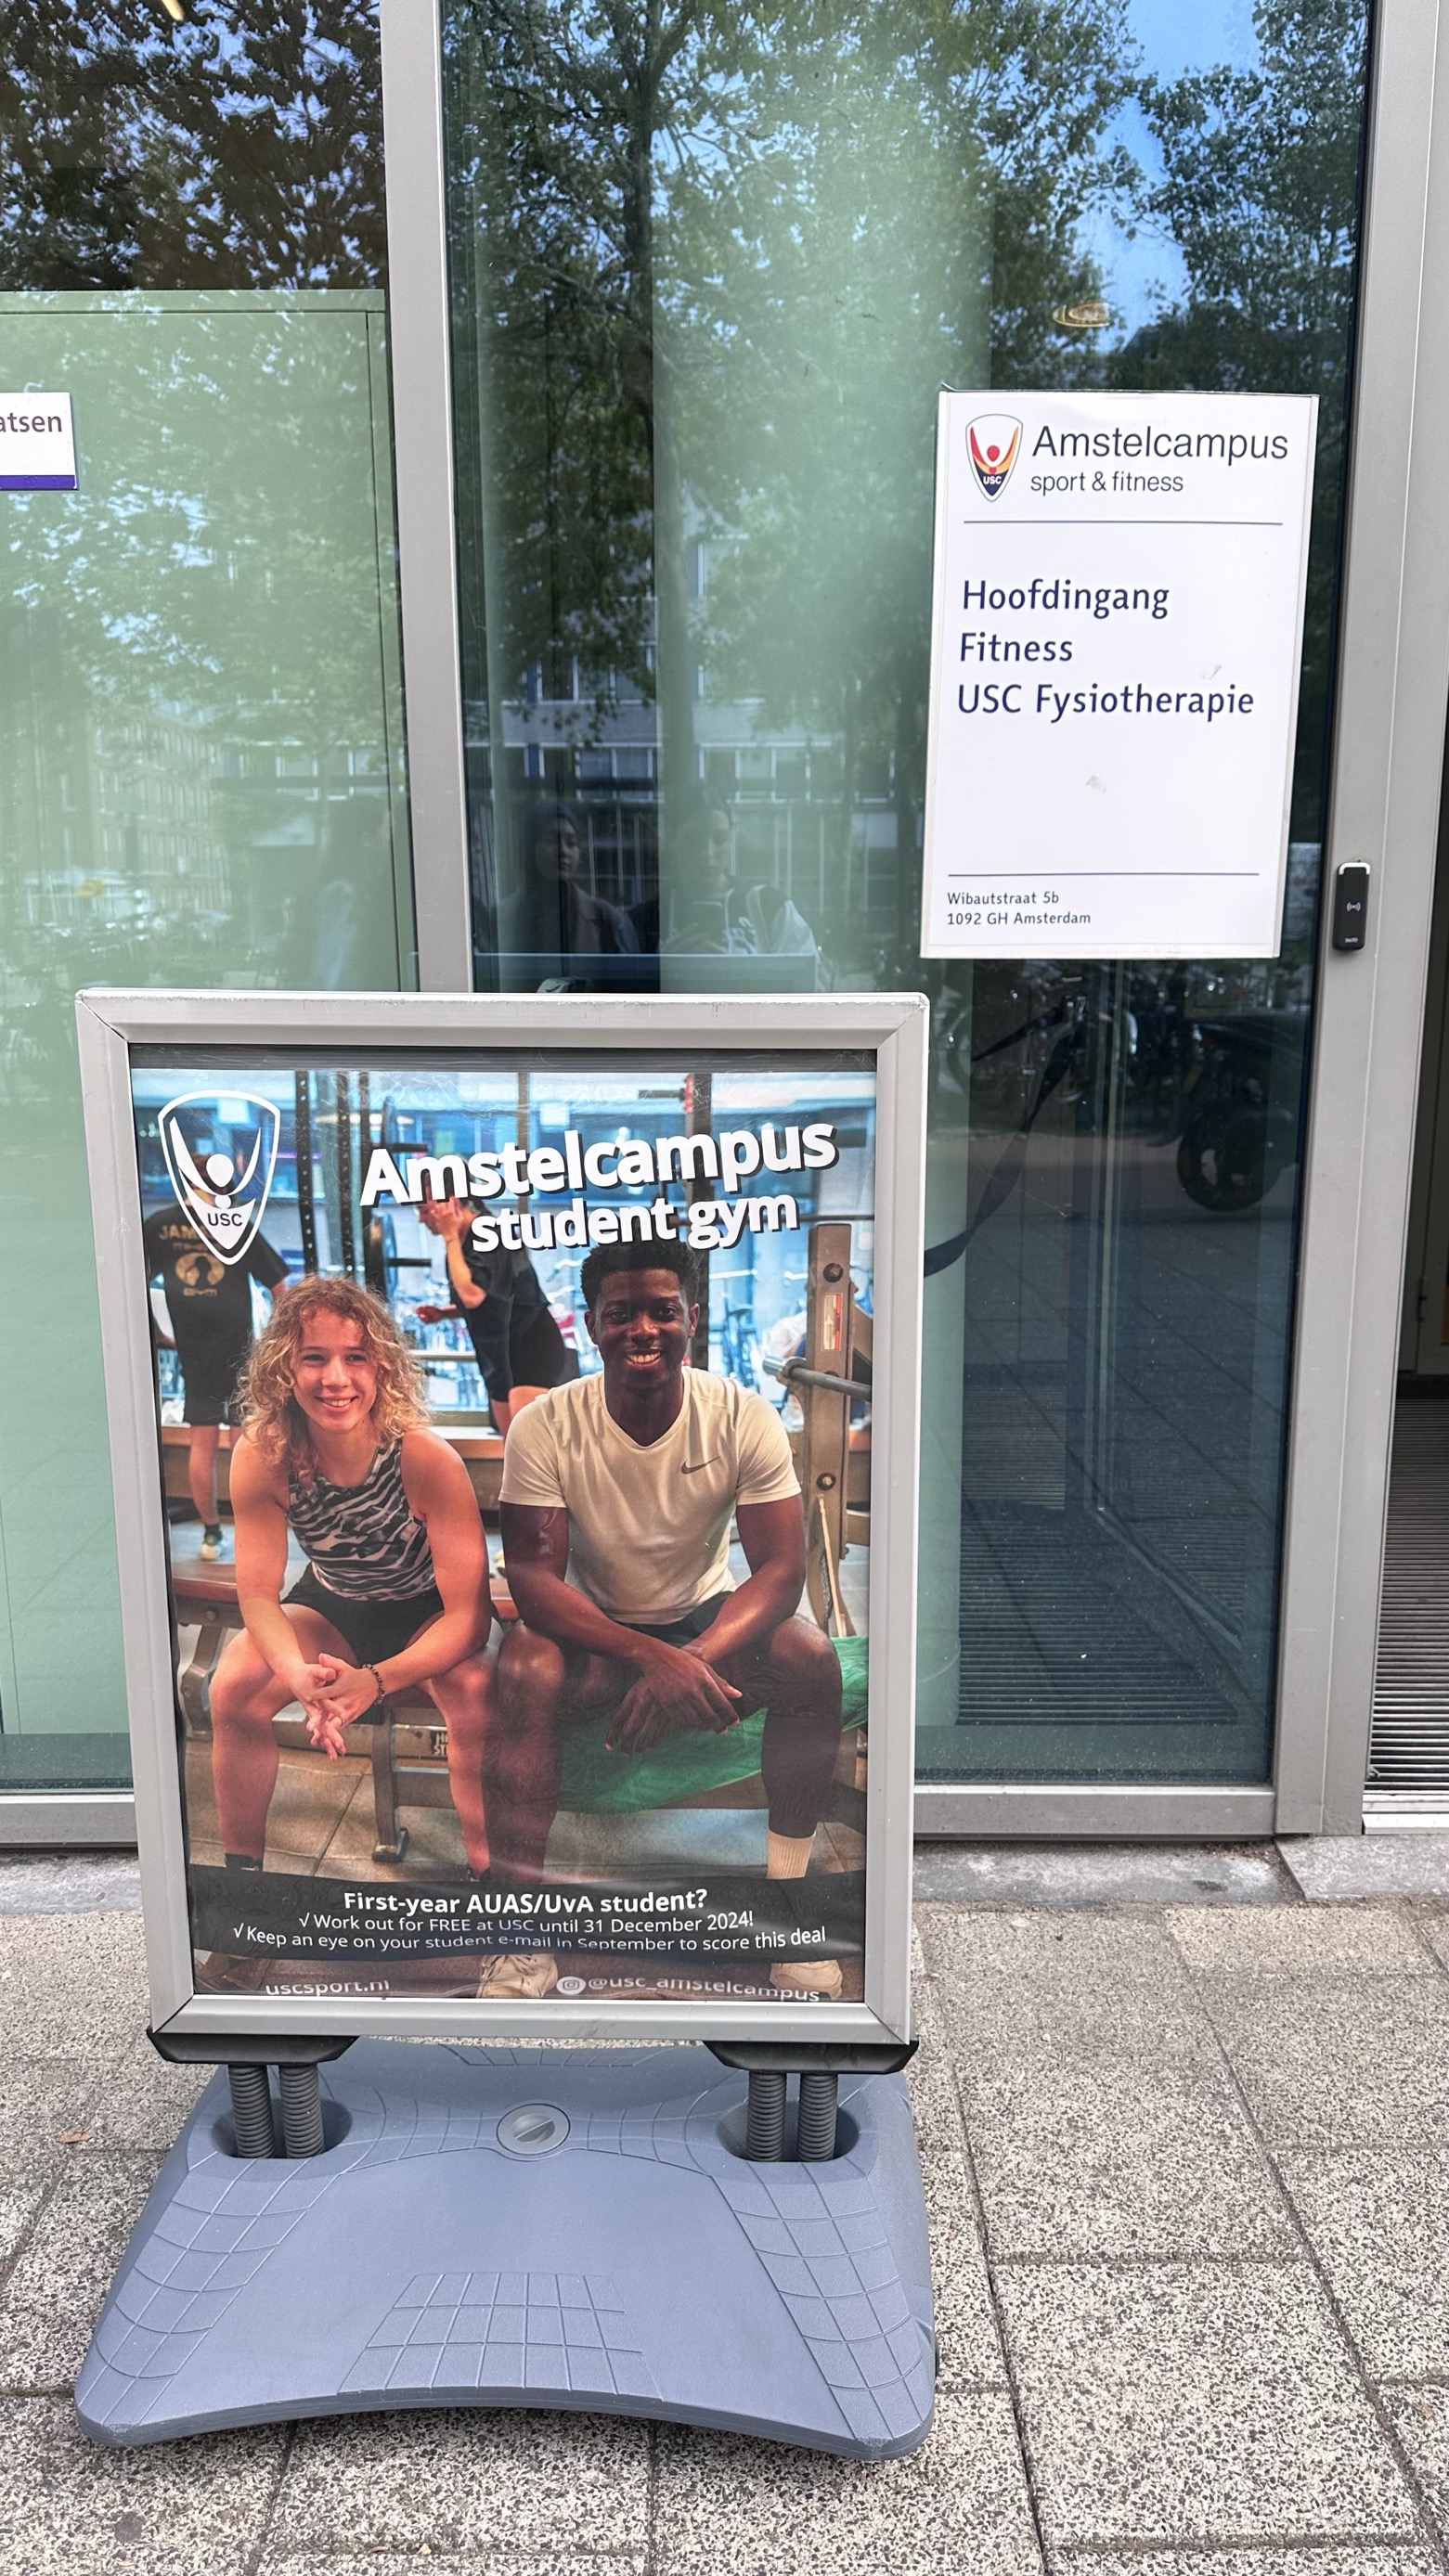 atsen
USC
Amstelcampus
sport & fitness
Hoofdingang
Fitness
USC Fysiotherapie
Wibautstraat 5b
1092 GH Amsterdam
USC
Amstelcampus
student gym
First-year AUAS/UvA student?
√ Work out for FREE at USC until 31 December 2024!
√ Keep an eye on your student e-mail in September to score this deal
uscsport.nl
@usc_amstelcampus